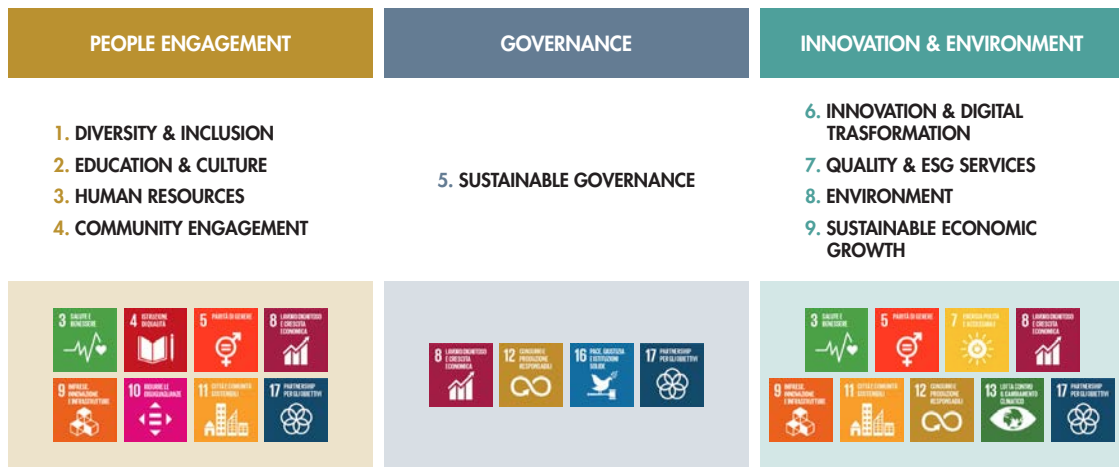 PEOPLE ENGAGEMENT
1. DIVERSITY & INCLUSION
2. EDUCATION & CULTURE
3. HUMAN RESOURCES
4. COMMUNITY ENGAGEMENT
3 SALUTE E
BENESSERE
4 ISTRUZIONE
DI QUALITÀ
5 PARITÀ DI GENERE
8 LAVORO DIGNITOSO
E CRESCITA
ECONOMICA
9 IMPRESE,
INNOVAZIONE
E INFRASTRUTTURE
10 RIDURRE LE
DISUGUAGLIANZE
11 CITTÀ E COMUNITÀ
SOSTENIBILI
17 PARTNERSHIP
PER GLI OBIETTIVI
GOVERNANCE
5. SUSTAINABLE GOVERNANCE
8 LAVORO DIGNITOSO
E CRESCITA
ECONOMICA
12 CONSUMO E
PRODUZIONE
RESPONSABILI
16 PACE, GIUSTIZIA
E ISTITUZIONI
SOLIDE
17 PARTNERSHIP
PER GLI OBIETTIVI
INNOVATION & ENVIRONMENT
6. INNOVATION & DIGITAL
TRASFORMATION
7. QUALITY & ESG SERVICES
8. ENVIRONMENT
9. SUSTAINABLE ECONOMIC
GROWTH
3 SALUTE E
BENESSERE
5 PARITÀ DI GENERE
7 ENERGIA PULITA
E ACCESSIBILE
8 LAVORO DIGNITOSO
E CRESCITA
ECONOMICA
9 IMPRESE,
INNOVAZIONE
E INFRASTRUTTURE
11 CITTÀ E COMUNITÀ
SOSTENIBILI
12 CONSUMO E
PRODUZIONE
RESPONSABILI
13 LOTTA CONTRO
IL CAMBIAMENTO
CLIMATICO
17 PARTNERSHIP
PER GLI OBIETTIVI